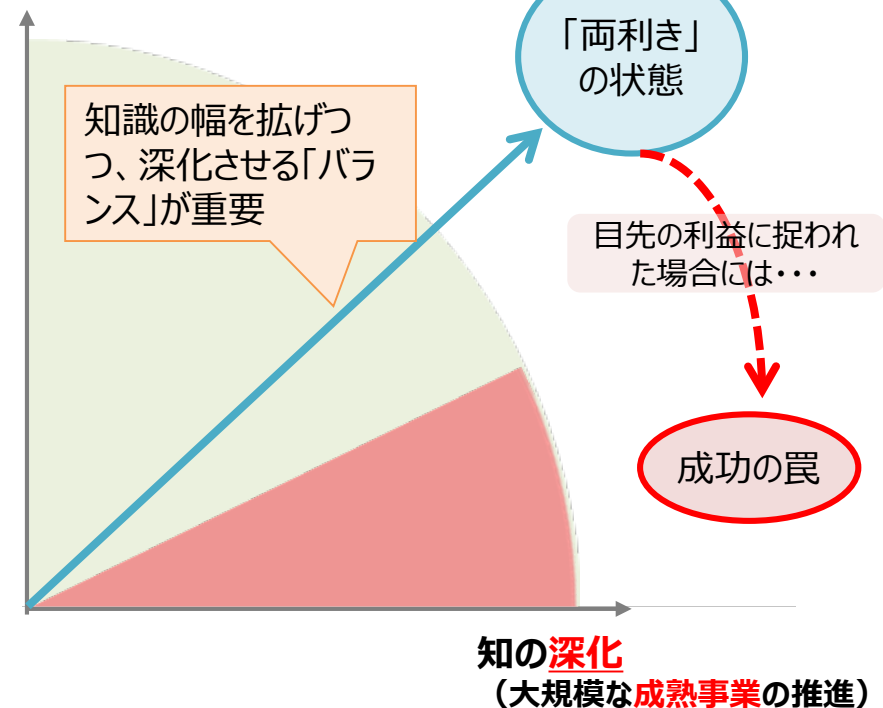 「両利き」
の状態
知識の幅を拡げつ
つ、深化させる「バラ
ンス」が重要
目先の利益に捉われ
た場合には・・・
成功の罠
知の深化
（大規模な成熟事業の推進）